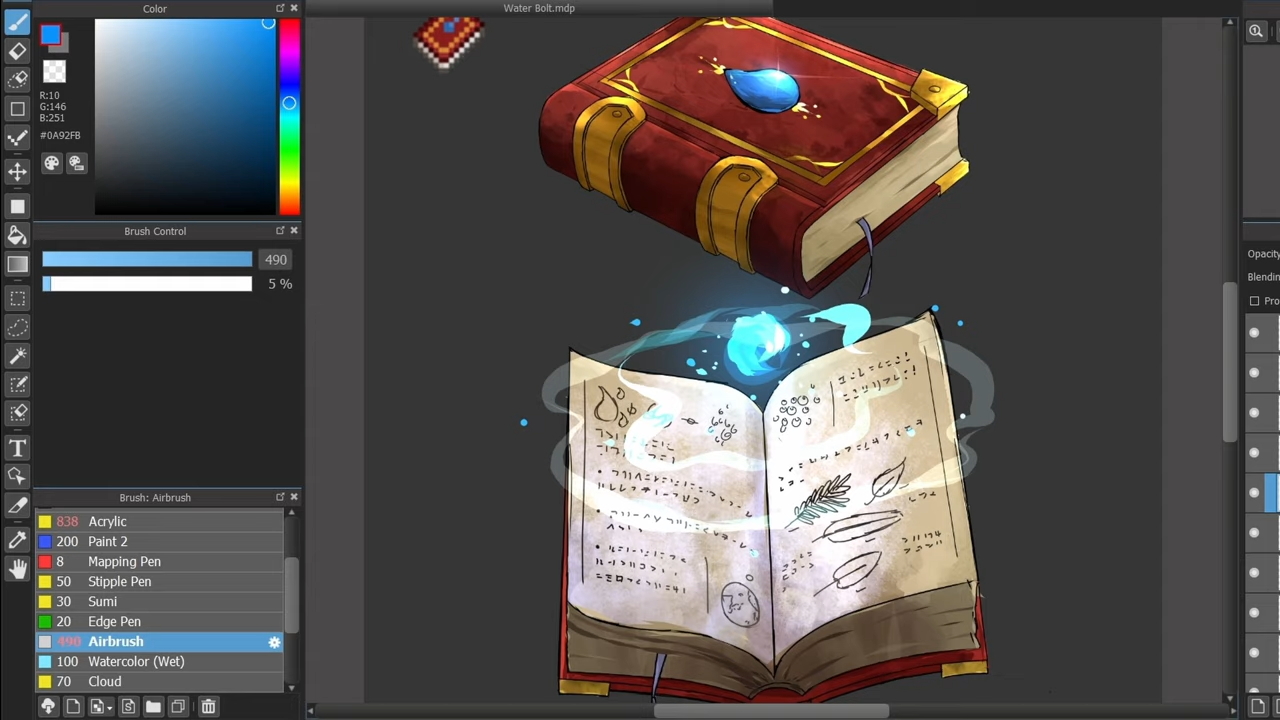 Color
Water Bolt.mdp
R:10
G:146
B:251
#0A92FB
Brush Control
490
5 %
Opacity
Brush: Airbrush
838 Acrylic
200 Paint 2
8 Mapping Pen
50 Stipple Pen
30 Sumi
20 Edge Pen
490 Airbrush
100 Watercolor (Wet)
70 Cloud